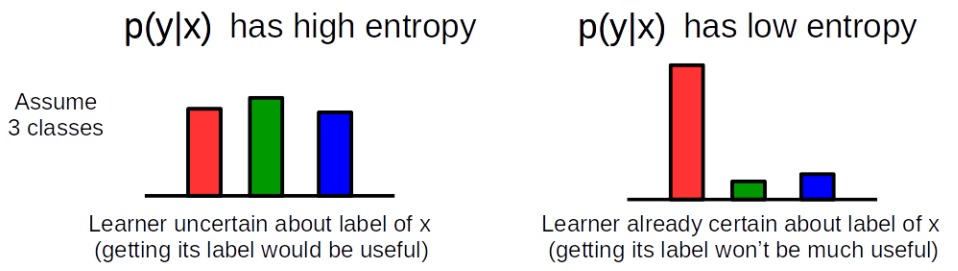 p(y|x) has high entropy
p(y|x) has low entropy
Assume
3 classes
Learner uncertain about label of x
(getting its label would be useful)
Learner already certain about label of x
(getting its label won't be much useful)